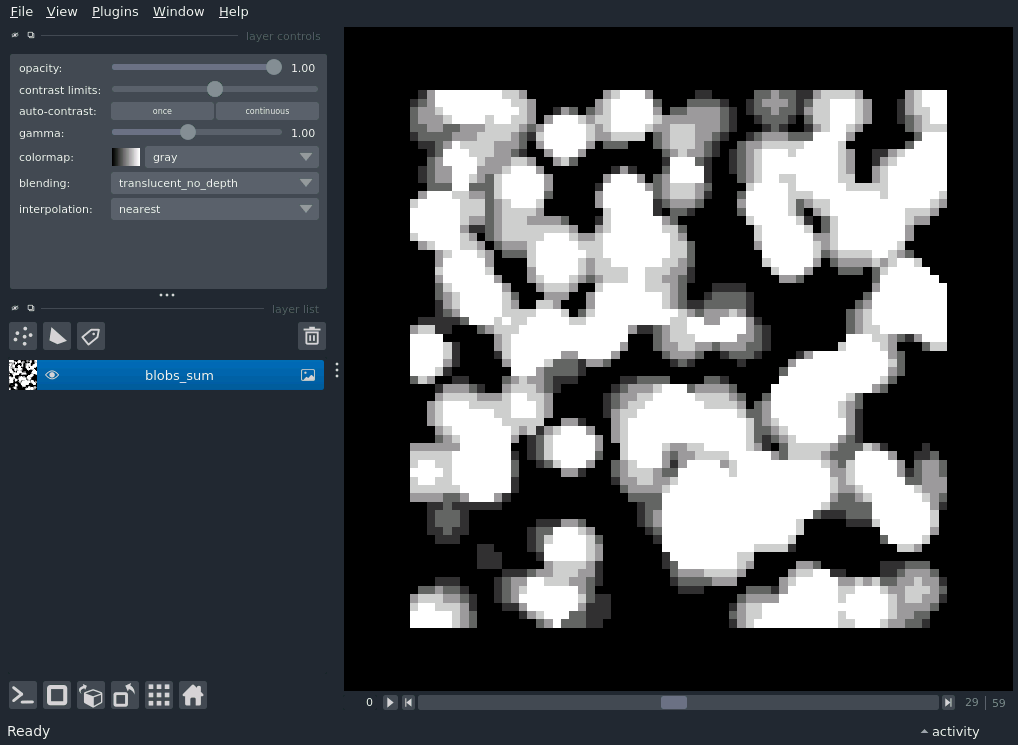 File View Plugins Window Help
layer controls
opacity: 1.00
contrast limits:
auto-contrast: once continuous
gamma: 1.00
colormap: gray
blending: translucent_no_depth
interpolation: nearest
layer list
blobs_sum
0 29 59
Ready activity